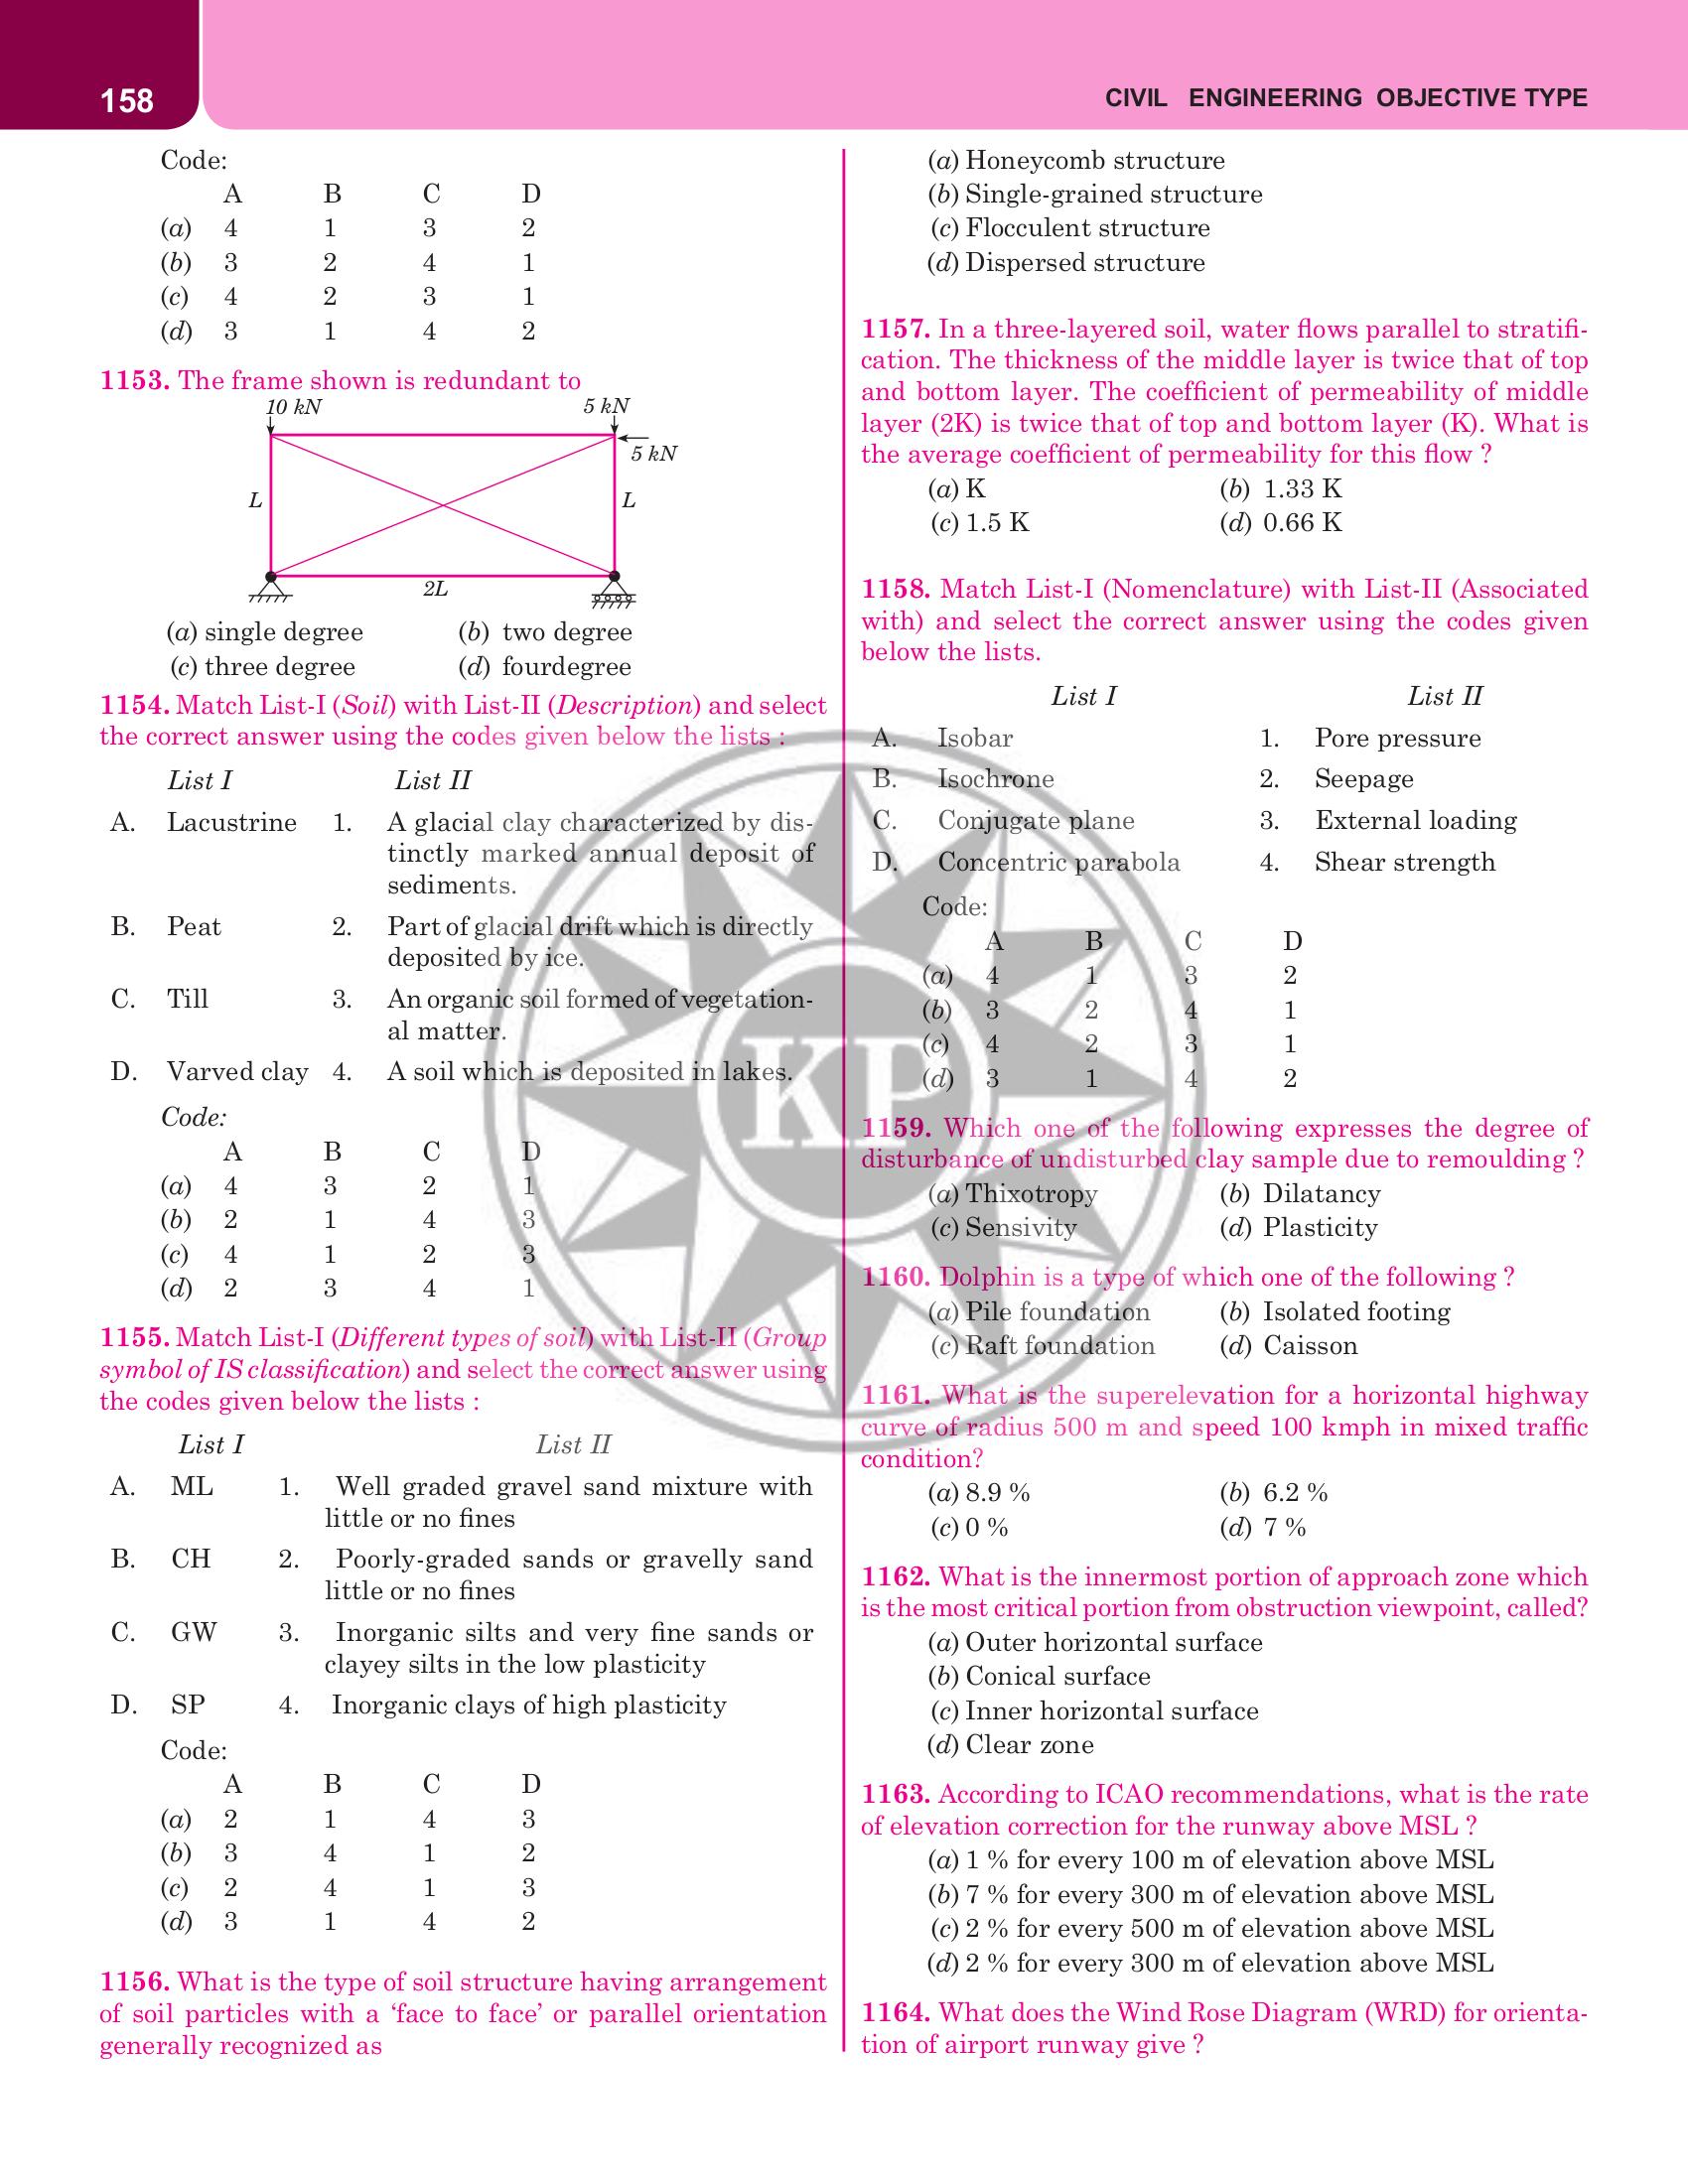 158
CIVIL ENGINEERING OBJECTIVE TYPE
Code:
A B C D
(a) 4 1 3 2
(b) 3 2 4 1
(c) 4 2 3 1
(d) 3 1 4 2
1153. The frame shown is redundant to
10 kN 5 kN
5 kN
L L
2L
(a) single degree (b) two degree
(c) three degree (d) fourdegree
1154. Match List-I (Soil) with List-II (Description) and select
the correct answer using the codes given below the lists :
List I List II
A. Lacustrine 1. A glacial clay characterized by dis-
tinctly marked annual deposit of
sediments.
B. Peat 2. Part of glacial drift which is directly
deposited by ice.
C. Till 3. An organic soil formed of vegetation-
al matter.
D. Varved clay 4. A soil which is deposited in lakes.
Code:
A B C D
(a) 4 3 2 1
(b) 2 1 4 3
(c) 4 1 2 3
(d) 2 3 4 1
1155. Match List-I (Different types of soil) with List-II (Group
symbol of IS classification) and select the correct answer using
the codes given below the lists :
List I List II
A. ML 1. Well graded gravel sand mixture with
little or no fines
B. CH 2. Poorly-graded sands or gravelly sand
little or no fines
C. GW 3. Inorganic silts and very fine sands or
clayey silts in the low plasticity
D. SP 4. Inorganic clays of high plasticity
Code:
A B C D
(a) 2 1 4 3
(b) 3 4 1 2
(c) 2 4 1 3
(d) 3 1 4 2
1156. What is the type of soil structure having arrangement
of soil particles with a ‘face to face’ or parallel orientation
generally recognized as
(a) Honeycomb structure
(b) Single-grained structure
(c) Flocculent structure
(d) Dispersed structure
1157. In a three-layered soil, water flows parallel to stratifi-
cation. The thickness of the middle layer is twice that of top
and bottom layer. The coefficient of permeability of middle
layer (2K) is twice that of top and bottom layer (K). What is
the average coefficient of permeability for this flow ?
(a) K (b) 1.33 K
(c) 1.5 K (d) 0.66 K
1158. Match List-I (Nomenclature) with List-II (Associated
with) and select the correct answer using the codes given
below the lists.
List I List II
A. Isobar 1. Pore pressure
B. Isochrone 2. Seepage
C. Conjugate plane 3. External loading
D. Concentric parabola 4. Shear strength
Code:
A B C D
(a) 4 1 3 2
(b) 3 2 4 1
(c) 4 2 3 1
(d) 3 1 4 2
KP
1159. Which one of the following expresses the degree of
disturbance of undisturbed clay sample due to remoulding ?
(a) Thixotropy (b) Dilatancy
(c) Sensivity (d) Plasticity
1160. Dolphin is a type of which one of the following ?
(a) Pile foundation (b) Isolated footing
(c) Raft foundation (d) Caisson
1161. What is the superelevation for a horizontal highway
curve of radius 500 m and speed 100 kmph in mixed traffic
condition?
(a) 8.9 % (b) 6.2 %
(c) 0 % (d) 7 %
1162. What is the innermost portion of approach zone which
is the most critical portion from obstruction viewpoint, called?
(a) Outer horizontal surface
(b) Conical surface
(c) Inner horizontal surface
(d) Clear zone
1163. According to ICAO recommendations, what is the rate
of elevation correction for the runway above MSL ?
(a) 1 % for every 100 m of elevation above MSL
(b) 7 % for every 300 m of elevation above MSL
(c) 2 % for every 500 m of elevation above MSL
(d) 2 % for every 300 m of elevation above MSL
1164. What does the Wind Rose Diagram (WRD) for orienta-
tion of airport runway give ?